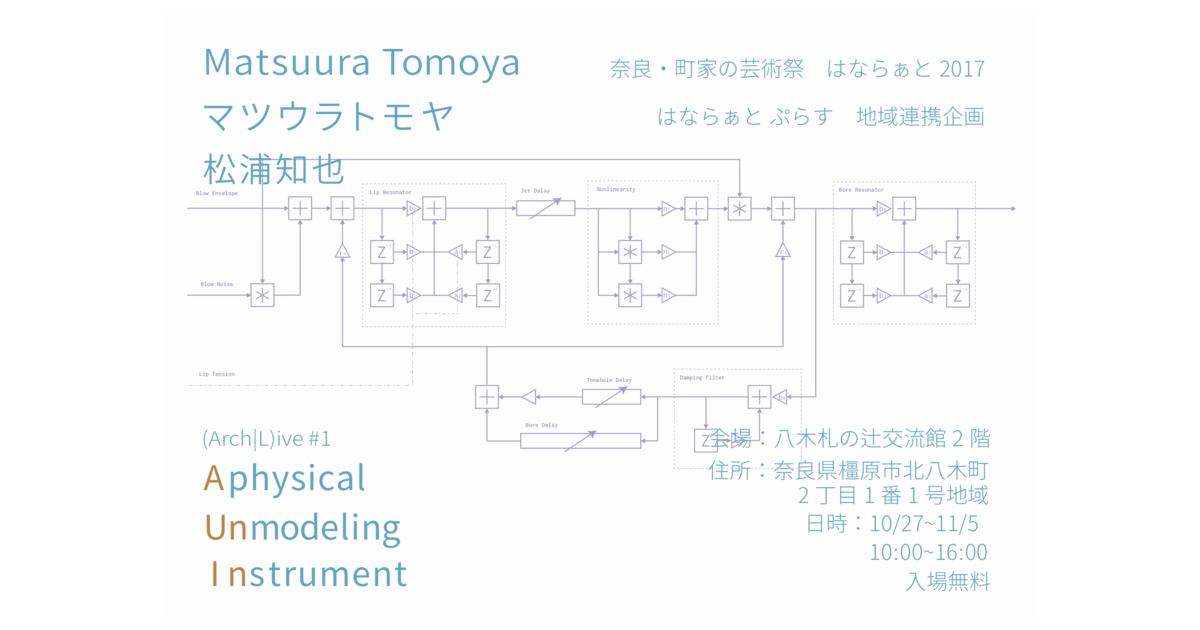 Matsuura Tomoya
マツウラトモヤ
松浦知也
奈良・町家の芸術祭　はならぁと 2017
はならぁと ぷらす　地域連携企画
Blow Envelope
Lip Resonator
Jet Delay
Nonlinearity
Bore Resonator
Blow Noise
Lip Tension
Tonehole Delay
Damping Filter
Bore Delay
(Arch|L)ive #1
Aphysical
Unmodeling
Instrument
会場：八木札の辻交流館 2 階
住所：奈良県橿原市北八木町
2 丁目 1 番 1 号地域
日時：10/27~11/5
10:00~16:00
入場無料